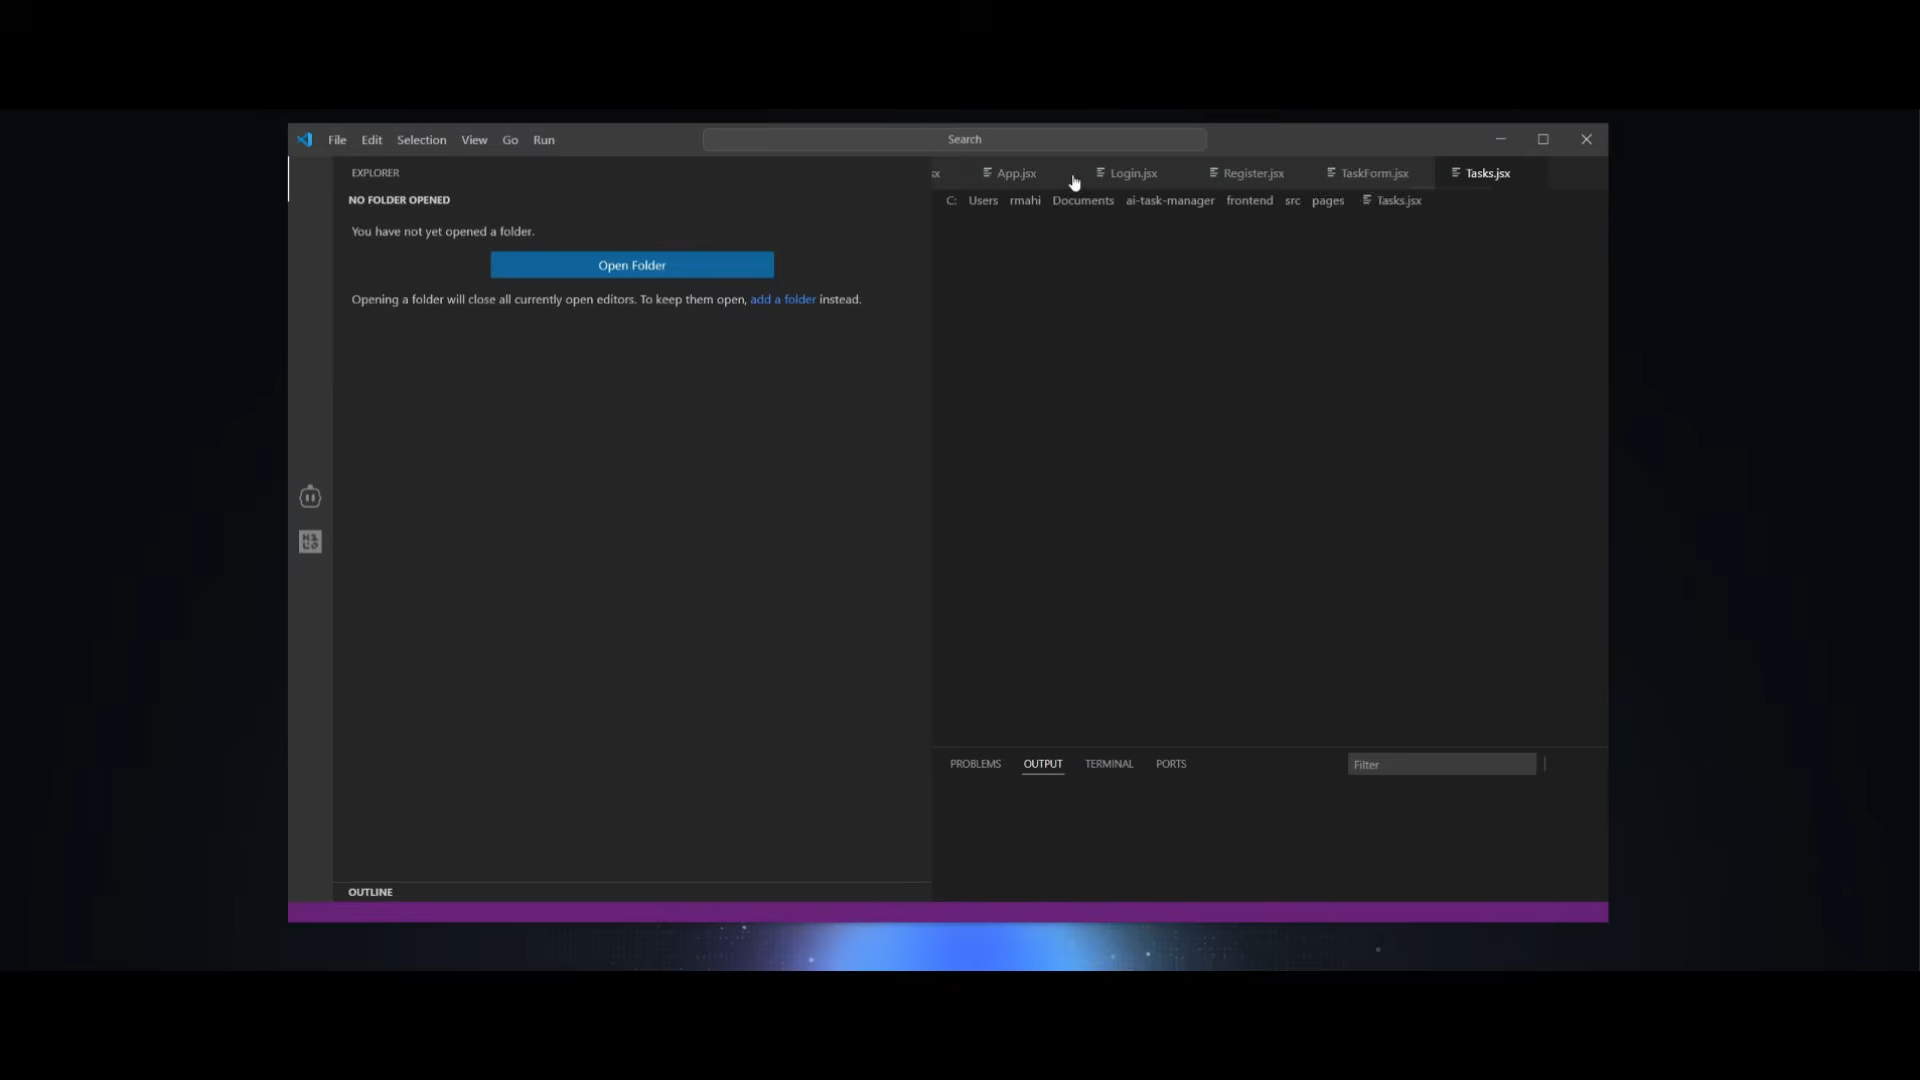 File Edit Selection View Go Run Search
EXPLORER
NO FOLDER OPENED
You have not yet opened a folder.
Open Folder
Opening a folder will close all currently open editors. To keep them open, add a folder instead.
OUTLINE
sx App.jsx Login.jsx Register.jsx TaskForm.jsx Tasks.jsx
C: Users rmahi Documents ai-task-manager frontend src pages Tasks.jsx
PROBLEMS OUTPUT TERMINAL PORTS Filter